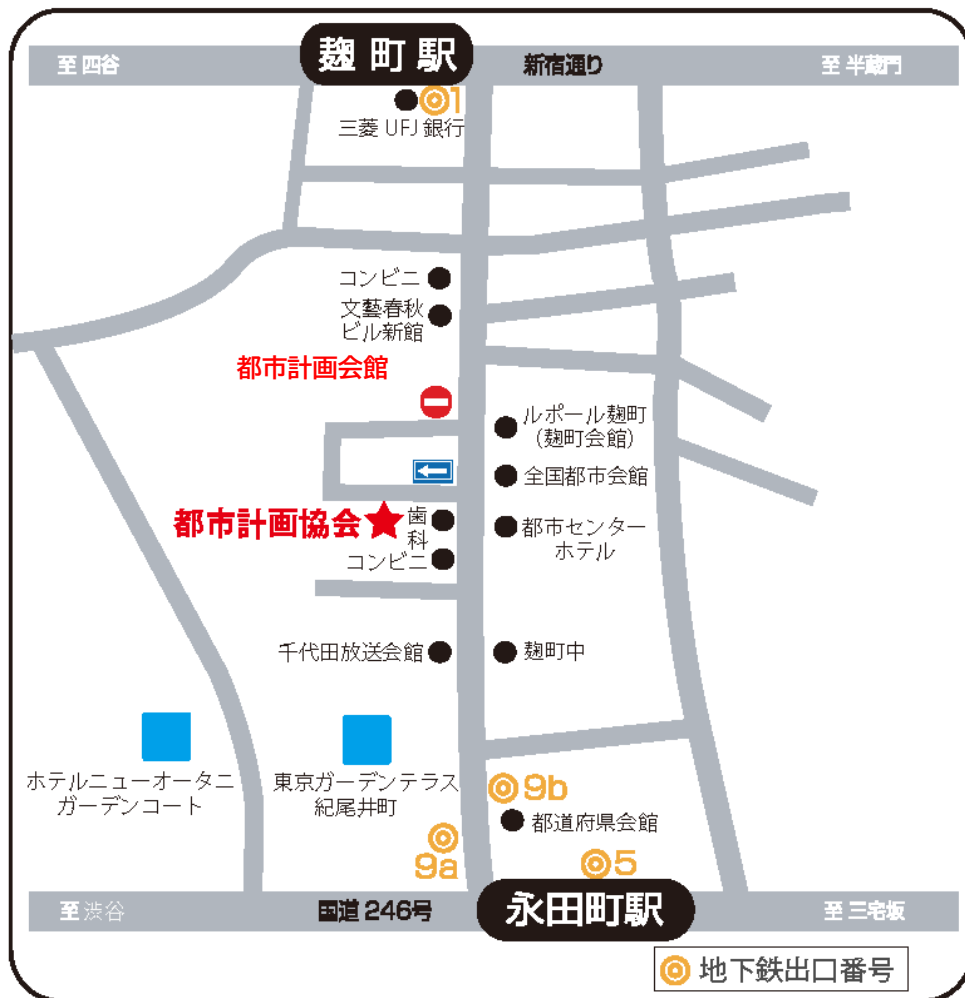 麹町駅
至 四谷
新宿通り
至 半蔵門
1
三菱 UFJ 銀行
コンビニ
文藝春秋
ビル新館
都市計画会館
ルポール麹町
(麹町会館)
全国都市会館
都市計画協会
歯
科
都市センター
ホテル
コンビニ
千代田放送会館
麹町中
ホテルニューオータニ
ガーデンコート
東京ガーデンテラス
紀尾井町
9b
都道府県会館
9a
5
至 渋谷
国道 246号
永田町駅
至 三宅坂
地下鉄出口番号